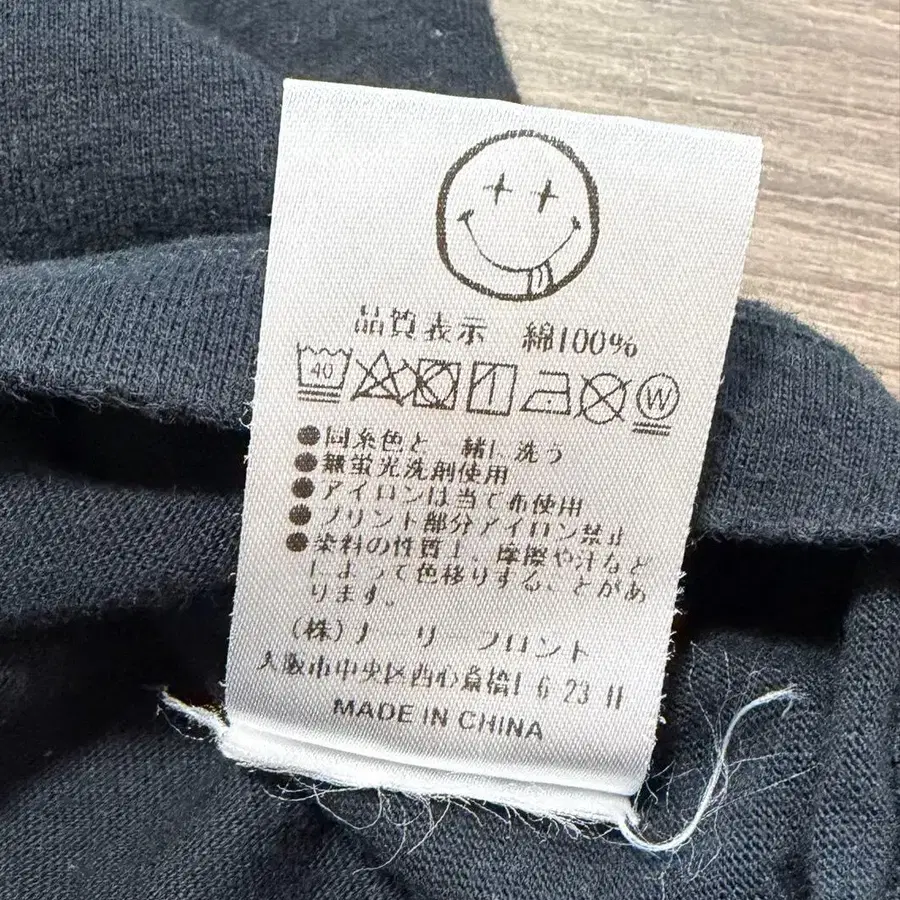 品質表示 綿100%
40 W
●同系色と一緒に洗う
●無蛍光洗剤使用
●アイロンは当て布使用
●プリント部分アイロン禁止
●染料の性質上、摩擦や汗など
によって色移りすることがあ
ります。
(株)ナーリーフロント
大阪市中央区西心斎橋1 6 23 1F
MADE IN CHINA